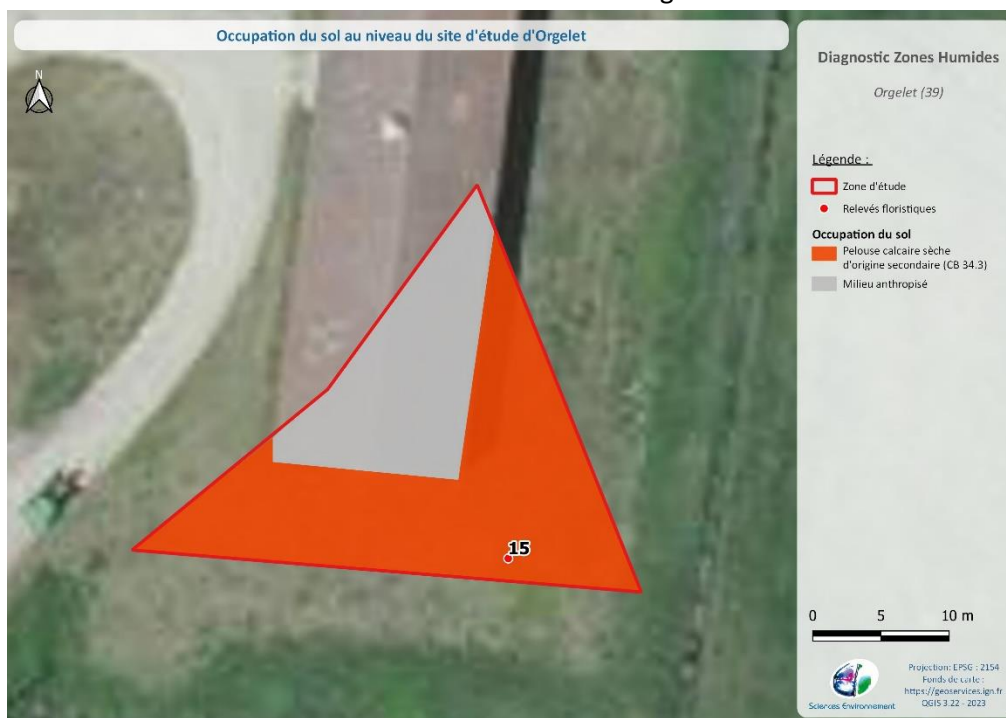 Occupation du sol au niveau du site d'étude d'Orgelet
Diagnostic Zones Humides
Orgelet (39)
N
Légende :
Zone d'étude
Relevés floristiques
Occupation du sol
Pelouse calcaire sèche
d'origine secondaire (CB 34.3)
Milieu anthropisé
15
0 5 10 m
Sciences Environnement
Projection: EPSG : 2154
Fonds de carte :
https://geoservices.ign.fr
QGIS 3.22 - 2023